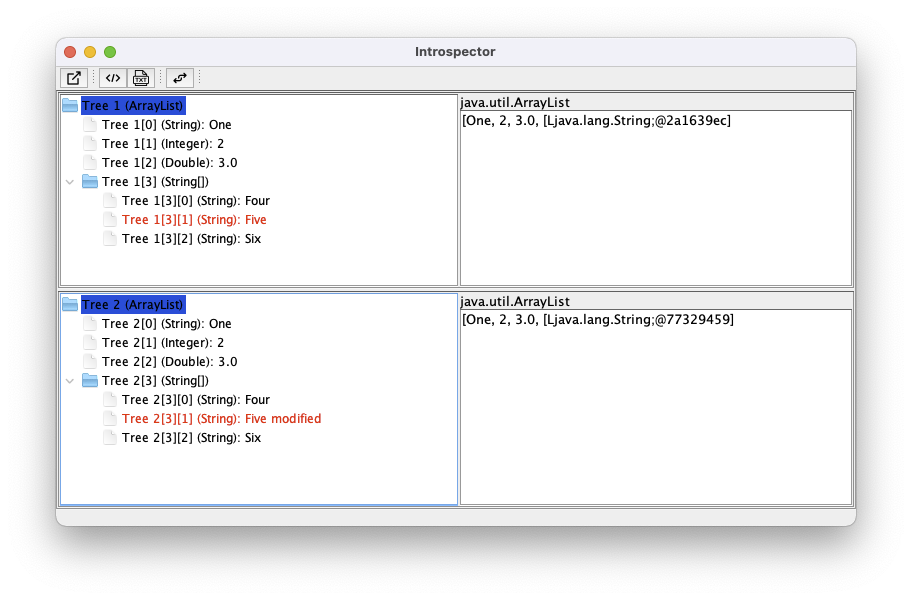 Introspector
</>
TXT
Tree 1 (ArrayList)
Tree 1[0] (String): One
Tree 1[1] (Integer): 2
Tree 1[2] (Double): 3.0
Tree 1[3] (String[])
Tree 1[3][0] (String): Four
Tree 1[3][1] (String): Five
Tree 1[3][2] (String): Six
java.util.ArrayList
[One, 2, 3.0, [Ljava.lang.String;@2a1639ec]
Tree 2 (ArrayList)
Tree 2[0] (String): One
Tree 2[1] (Integer): 2
Tree 2[2] (Double): 3.0
Tree 2[3] (String[])
Tree 2[3][0] (String): Four
Tree 2[3][1] (String): Five modified
Tree 2[3][2] (String): Six
java.util.ArrayList
[One, 2, 3.0, [Ljava.lang.String;@77329459]